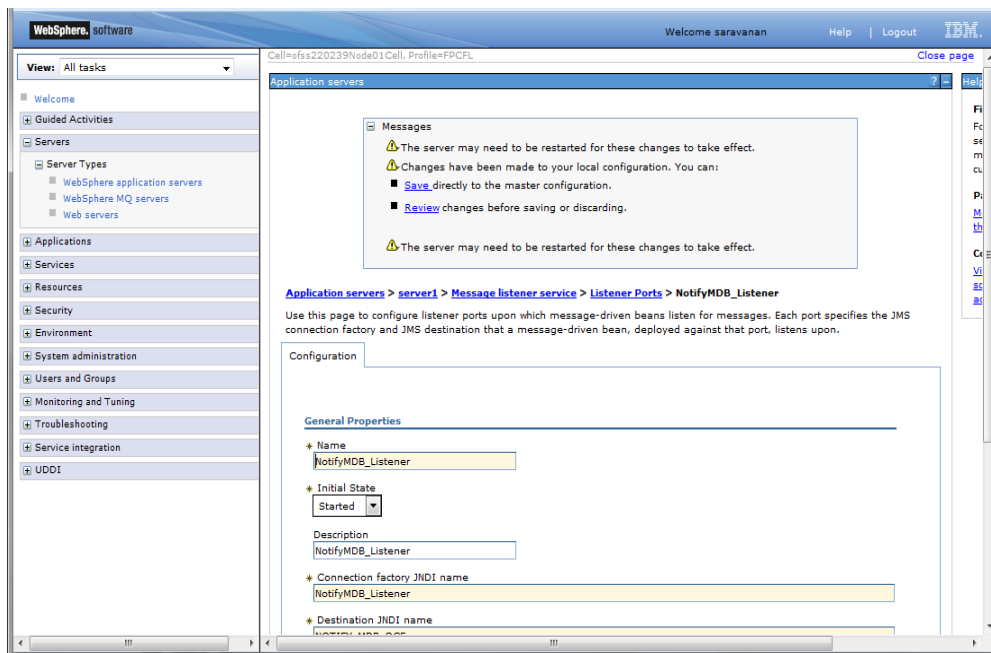 WebSphere. software
Welcome saravanan Help | Logout IBM.
Cell=ofss220239Node01Cell, Profile=FPCFL
Close page
View: All tasks
Welcome
Guided Activities
Servers
Server Types
WebSphere application servers
WebSphere MQ servers
Web servers
Applications
Services
Resources
Security
Environment
System administration
Users and Groups
Monitoring and Tuning
Troubleshooting
Service integration
UDDI
Application servers ? -
Messages
The server may need to be restarted for these changes to take effect.
Changes have been made to your local configuration. You can:
Save directly to the master configuration.
Review changes before saving or discarding.
The server may need to be restarted for these changes to take effect.
Application servers > server1 > Message listener service > Listener Ports > NotifyMDB_Listener
Use this page to configure listener ports upon which message-driven beans listen for messages. Each port specifies the JMS
connection factory and JMS destination that a message-driven bean, deployed against that port, listens upon.
Configuration
General Properties
Name
NotifyMDB_Listener
Initial State
Started
Description
NotifyMDB_Listener
Connection factory JNDI name
NotifyMDB_Listener
Destination JNDI name
Help